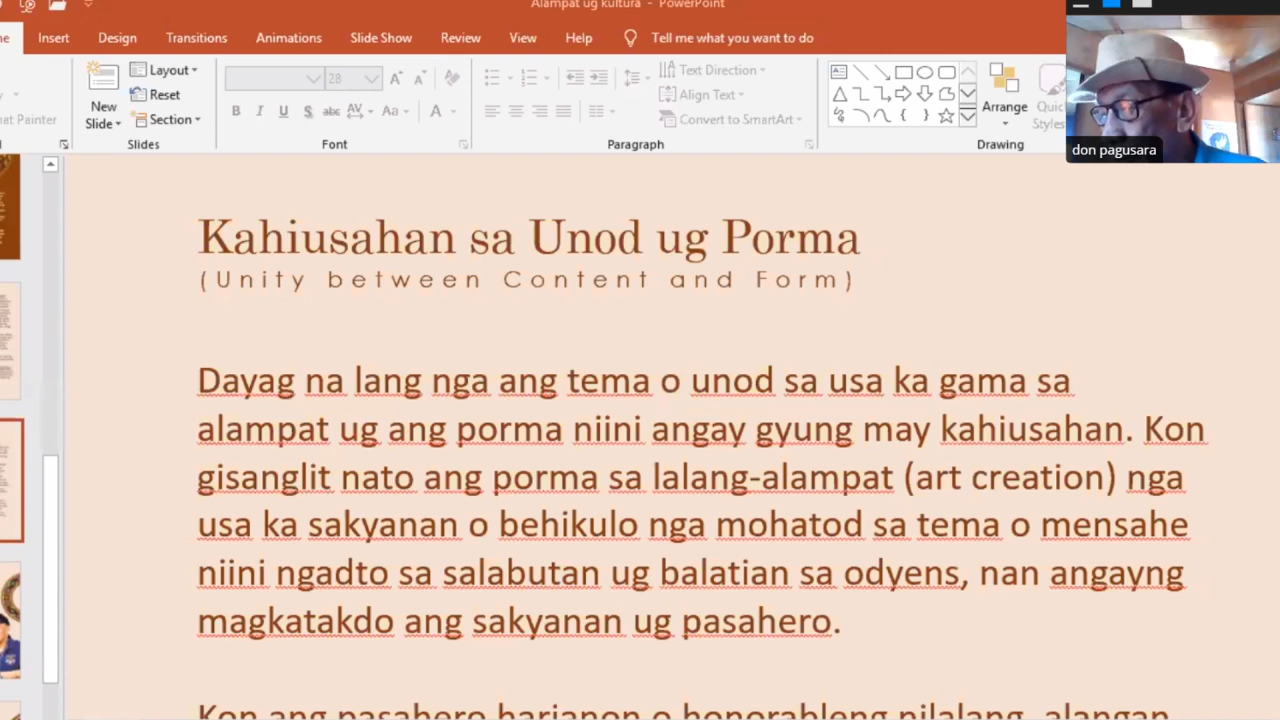 Alampat ug kultura - PowerPoint
Insert Design Transitions Animations Slide Show Review View Help Tell me what you want to do
Layout
Reset
Section
New
Slide
Painter
28
Text Direction
Align Text
Convert to SmartArt
Arrange
Quic
Styles
Slides Font Paragraph Drawing
don pagusara
Kahiusahan sa Unod ug Porma
(Unity between Content and Form)
Dayag na lang nga ang tema o unod sa usa ka gama sa
alampat ug ang porma niini angay gyung may kahiusahan. Kon
gisanglit nato ang porma sa lalang-alampat (art creation) nga
usa ka sakyanan o behikulo nga mohatod sa tema o mensahe
niini ngadto sa salabutan ug balatian sa odyens, nan angayng
magkatakdo ang sakyanan ug pasahero.
Kon ang pasahero harianon o honorableng nilalang, alangan